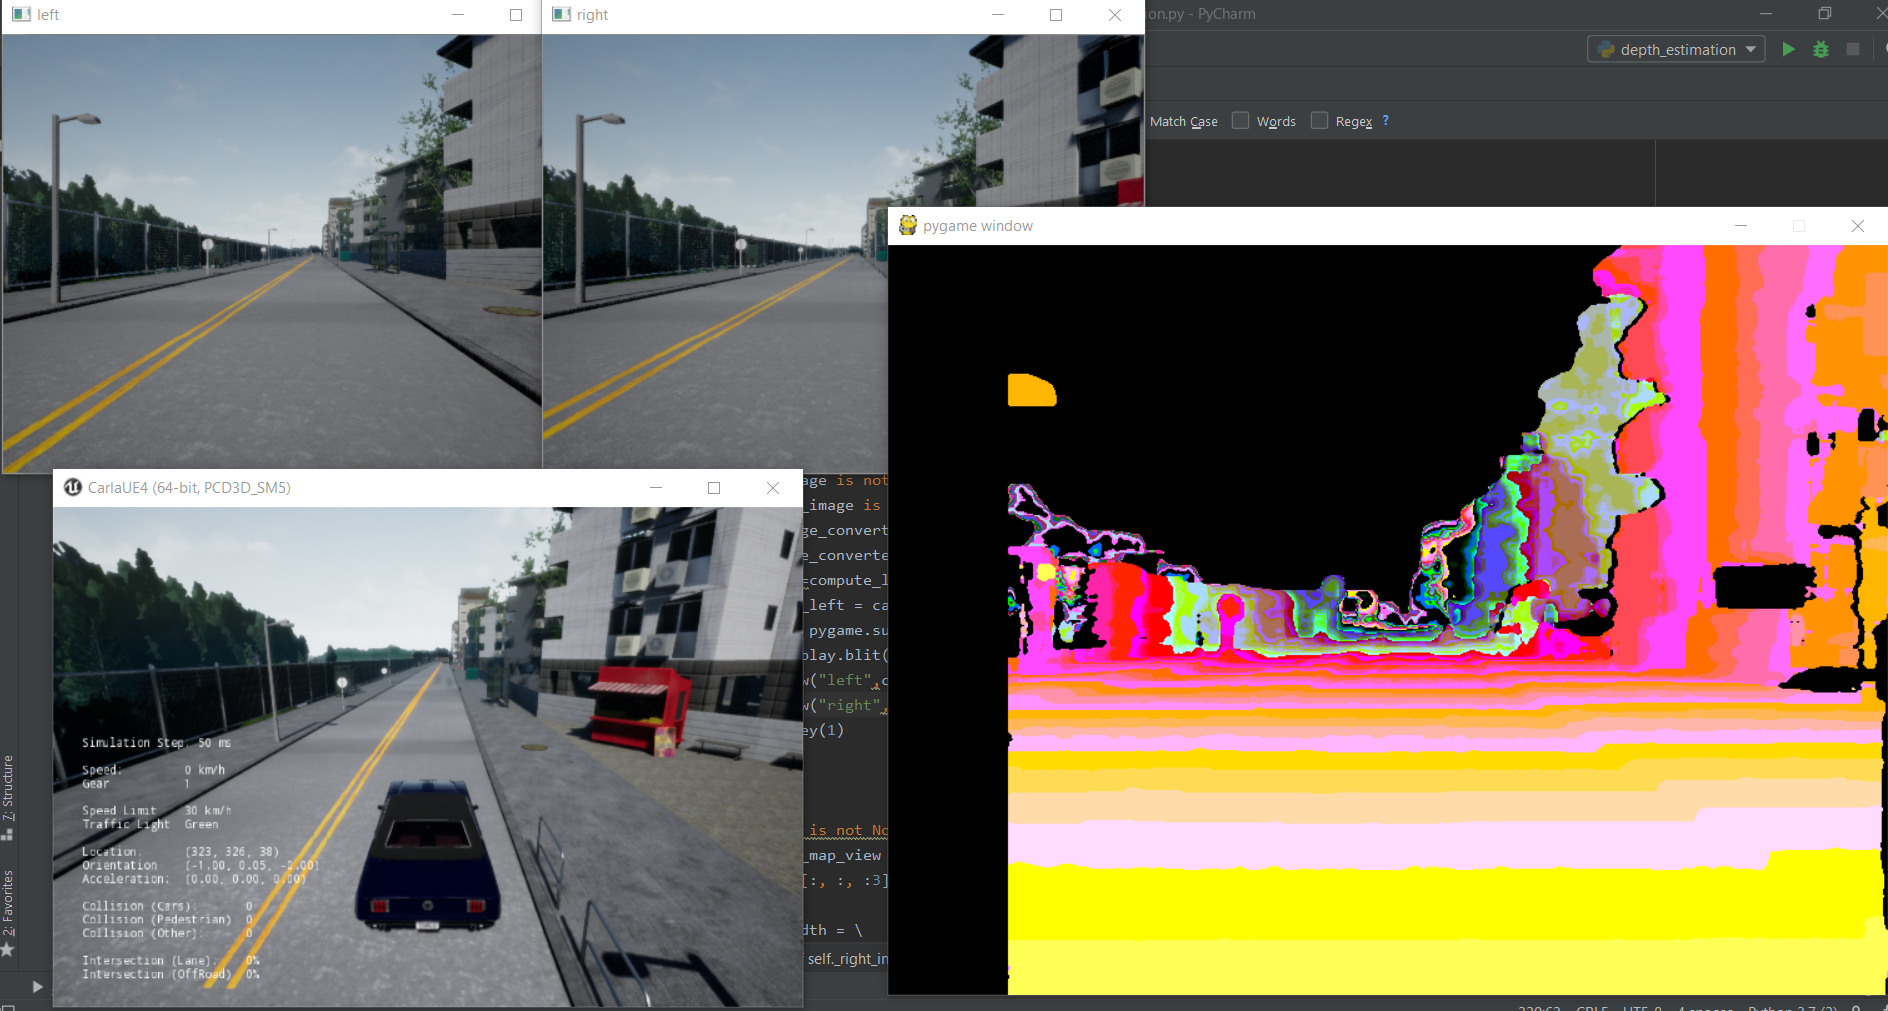 left
right
on.py - PyCharm
depth_estimation
Match Case
Words
Regex
?
pygame window
CarlaUE4 (64-bit, PCD3D_SM5)
age is not
_image is
ge_convert
e_converte
=compute_l
_left = ca
pygame.su
play.blit(
w("left",c
w("right",
ey(1)
is not No
_map_view
[:, :, :3]
dth = \
self._right_in
Simulation Step: 50 ms
Speed: 0 km/h
Gear 1
Speed Limit 30 km/h
Traffic Light Green
Location: (323, 326, 38)
Orientation (-1.00, 0.05, -0.00)
Acceleration: (0.00, 0.00, 0.00)
Collision (Cars): 0
Collision (Pedestrian) 0
Collision (Other): 0
Intersection (Lane): 0%
Intersection (OffRoad) 0%
7: Structure
2: Favorites